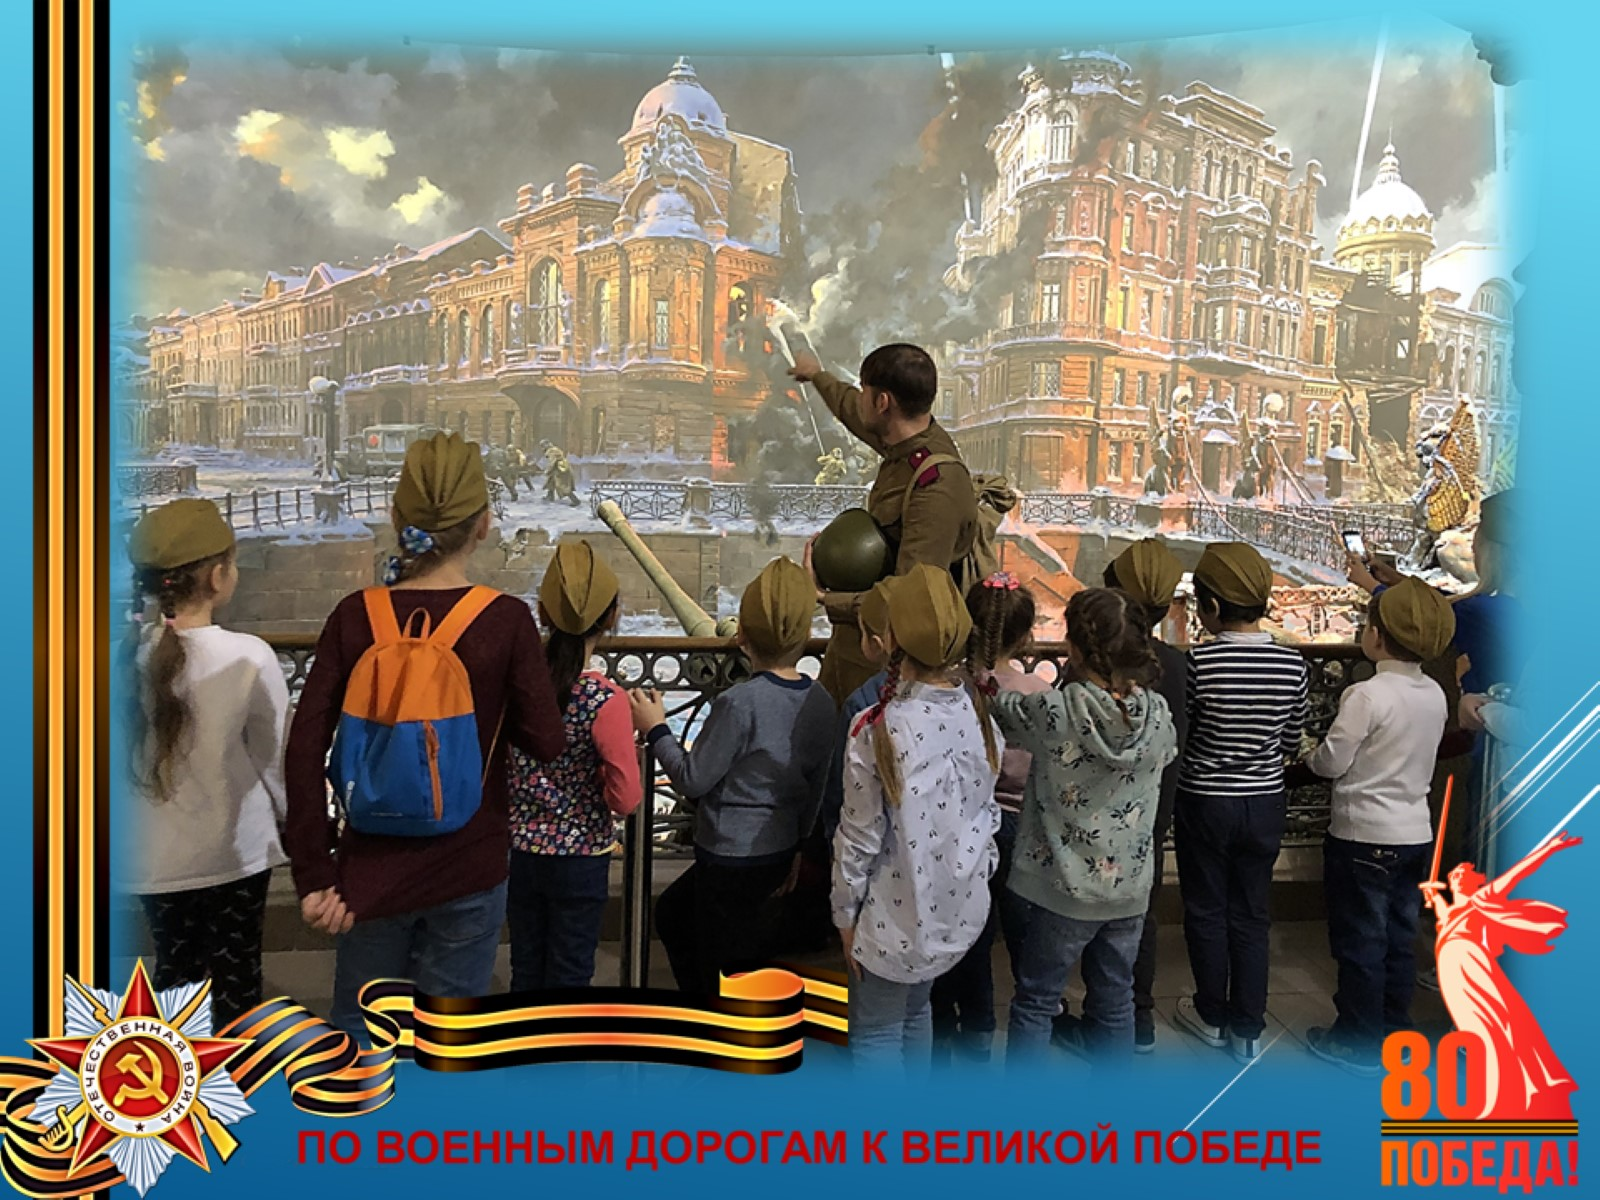 ОТЕЧЕСТВЕННАЯ ВОЙНА
ПО ВОЕННЫМ ДОРОГАМ К ВЕЛИКОЙ ПОБЕДЕ
80
ПОБЕДА!